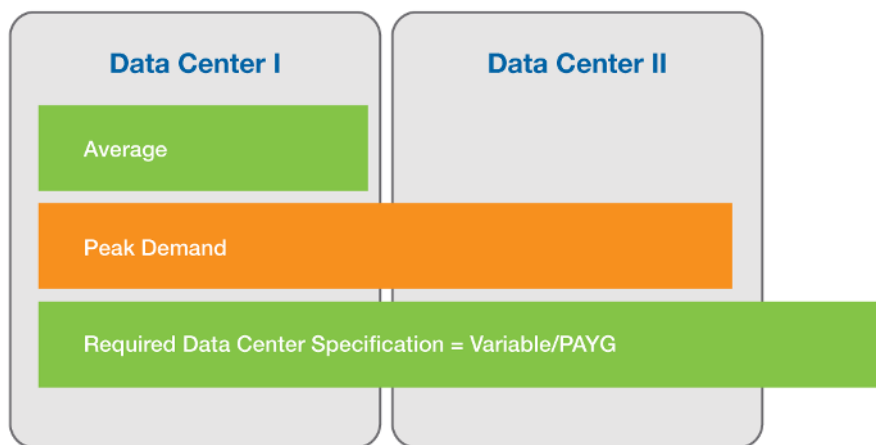 Data Center I
Data Center II
Average
Peak Demand
Required Data Center Specification = Variable/PAYG